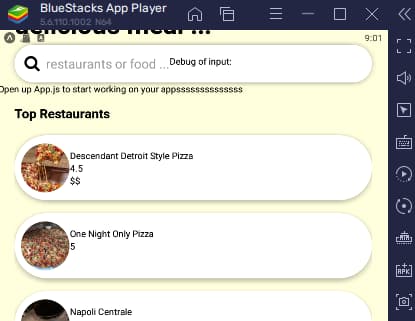 BlueStacks App Player
5.6.110.1002 N64
delicious meal ...
9:01
restaurants or food ... Debug of input:
Open up App.js to start working on your appsssssssssssssss
Top Restaurants
Descendant Detroit Style Pizza
4.5
$$
One Night Only Pizza
5
Napoli Centrale
APK